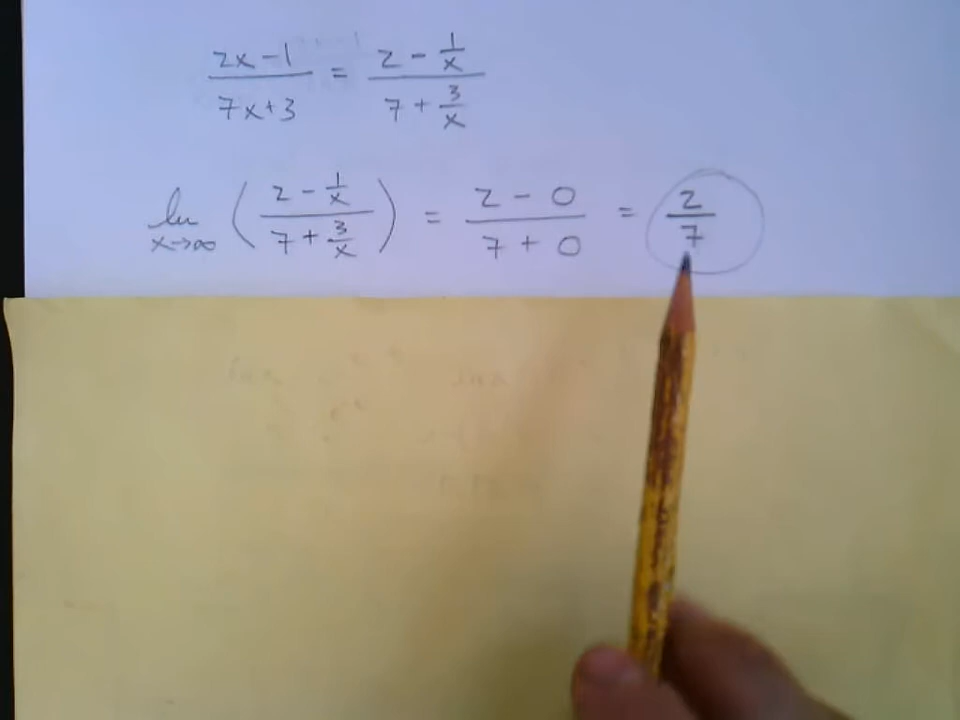 2x-1/7x+3 = 2 - 1/x / 7 + 3/x
lim x→∞ (2 - 1/x / 7 + 3/x) = 2 - 0 / 7 + 0 = 2/7